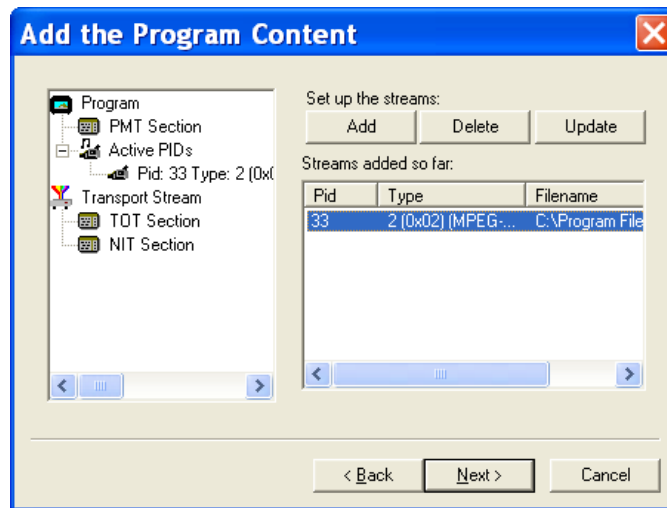 Add the Program Content
Program
PMT Section
Active PIDs
Pid: 33 Type: 2 (0x0
Transport Stream
TOT Section
NIT Section
Set up the streams:
Add Delete Update
Streams added so far:
Pid Type Filename
33 2 (0x02) (MPEG-... C:\Program File
< Back Next > Cancel